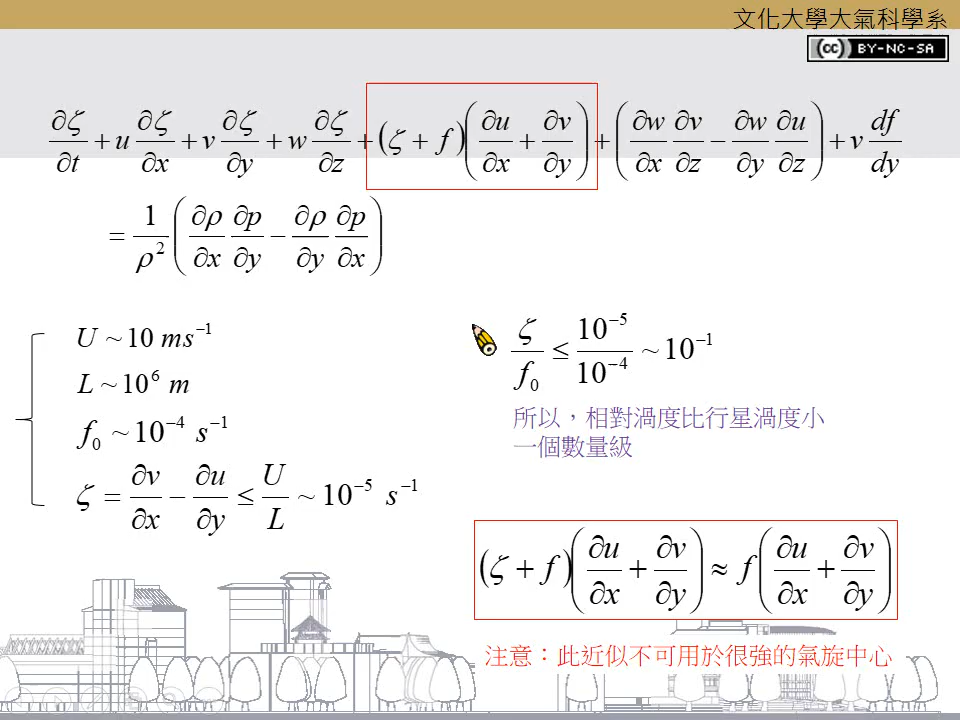 文化大學大氣科學系
(cc) BY-NC-SA
∂ζ/∂t + u ∂ζ/∂x + v ∂ζ/∂y + w ∂ζ/∂z + (ζ + f)(∂u/∂x + ∂v/∂y) + (∂w/∂x ∂v/∂z − ∂w/∂y ∂u/∂z) + v df/dy
= 1/ρ² (∂ρ/∂x ∂p/∂y − ∂ρ/∂y ∂p/∂x)
U ~ 10 ms⁻¹
L ~ 10⁶ m
f₀ ~ 10⁻⁴ s⁻¹
ζ = ∂v/∂x − ∂u/∂y ≤ U/L ~ 10⁻⁵ s⁻¹
ζ/f₀ ≤ 10⁻⁵/10⁻⁴ ~ 10⁻¹
所以，相對渦度比行星渦度小
一個數量級
(ζ + f)(∂u/∂x + ∂v/∂y) ≈ f(∂u/∂x + ∂v/∂y)
注意：此近似不可用於很強的氣旋中心